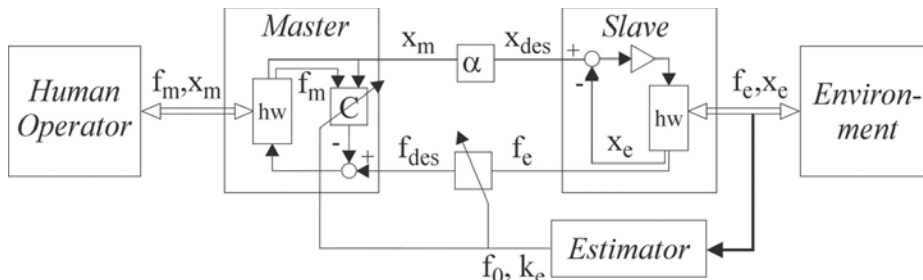 Master
Slave
x_m
x_des
α
+
-
f_m,x_m
f_m
f_e,x_e
Human
Operator
hw
C
hw
Environ-
ment
x_e
-
+
f_des
f_e
Estimator
f_0, k_e